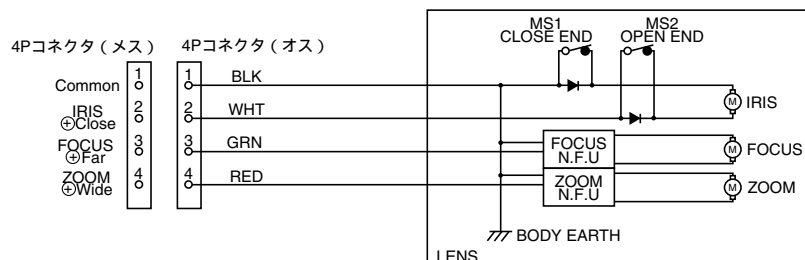 MS1
CLOSE END
MS2
OPEN END
4Pコネクタ（メス）
4Pコネクタ（オス）
Common
1
1
BLK
IRIS
⊕Close
2
2
WHT
M
IRIS
FOCUS
⊕Far
3
3
GRN
FOCUS
N.F.U
M
FOCUS
ZOOM
⊕Wide
4
4
RED
ZOOM
N.F.U
M
ZOOM
BODY EARTH
LENS